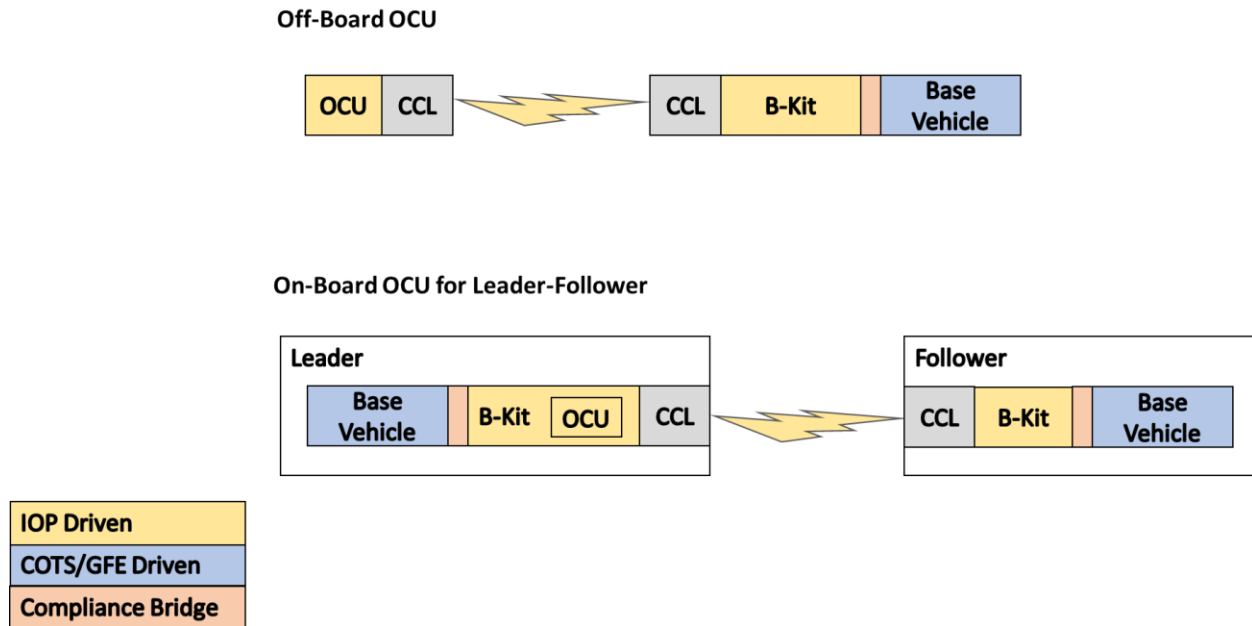 Off-Board OCU
OCU CCL CCL B-Kit Base
Vehicle
On-Board OCU for Leader-Follower
Leader
Base
Vehicle B-Kit OCU CCL
Follower
CCL B-Kit Base
Vehicle
IOP Driven
COTS/GFE Driven
Compliance Bridge